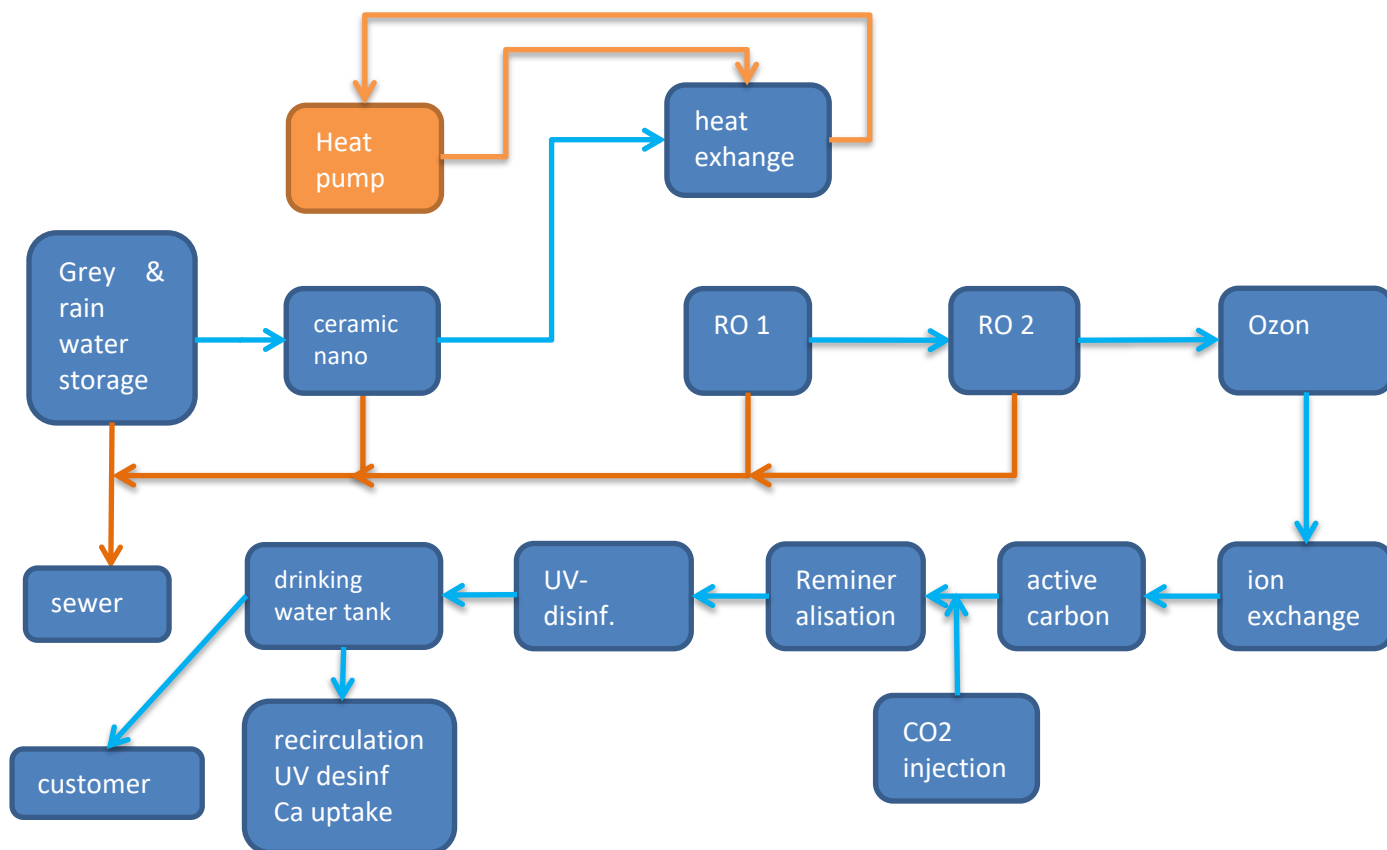 Heat
pump
heat
exhange
Grey &
rain
water
storage
ceramic
nano
RO 1
RO 2
Ozon
sewer
drinking
water tank
UV-
disinf.
Reminer
alisation
active
carbon
ion
exchange
customer
recirculation
UV desinf
Ca uptake
CO2
injection